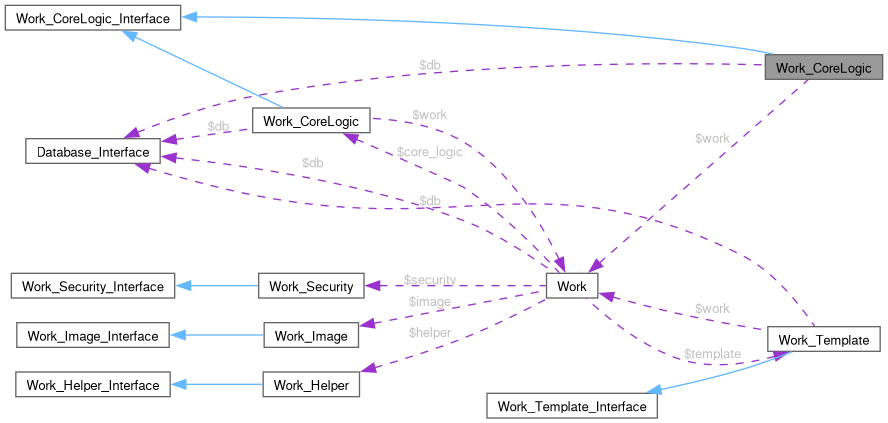 Work_CoreLogic_Interface
Work_CoreLogic
$db
Work_CoreLogic
$work
$db
$work
Database_Interface
$core_logic
$db
$db
Work_Security_Interface
Work_Security
$security
Work
$image
$work
Work_Image_Interface
Work_Image
$helper
Work_Template
$template
Work_Helper_Interface
Work_Helper
Work_Template_Interface